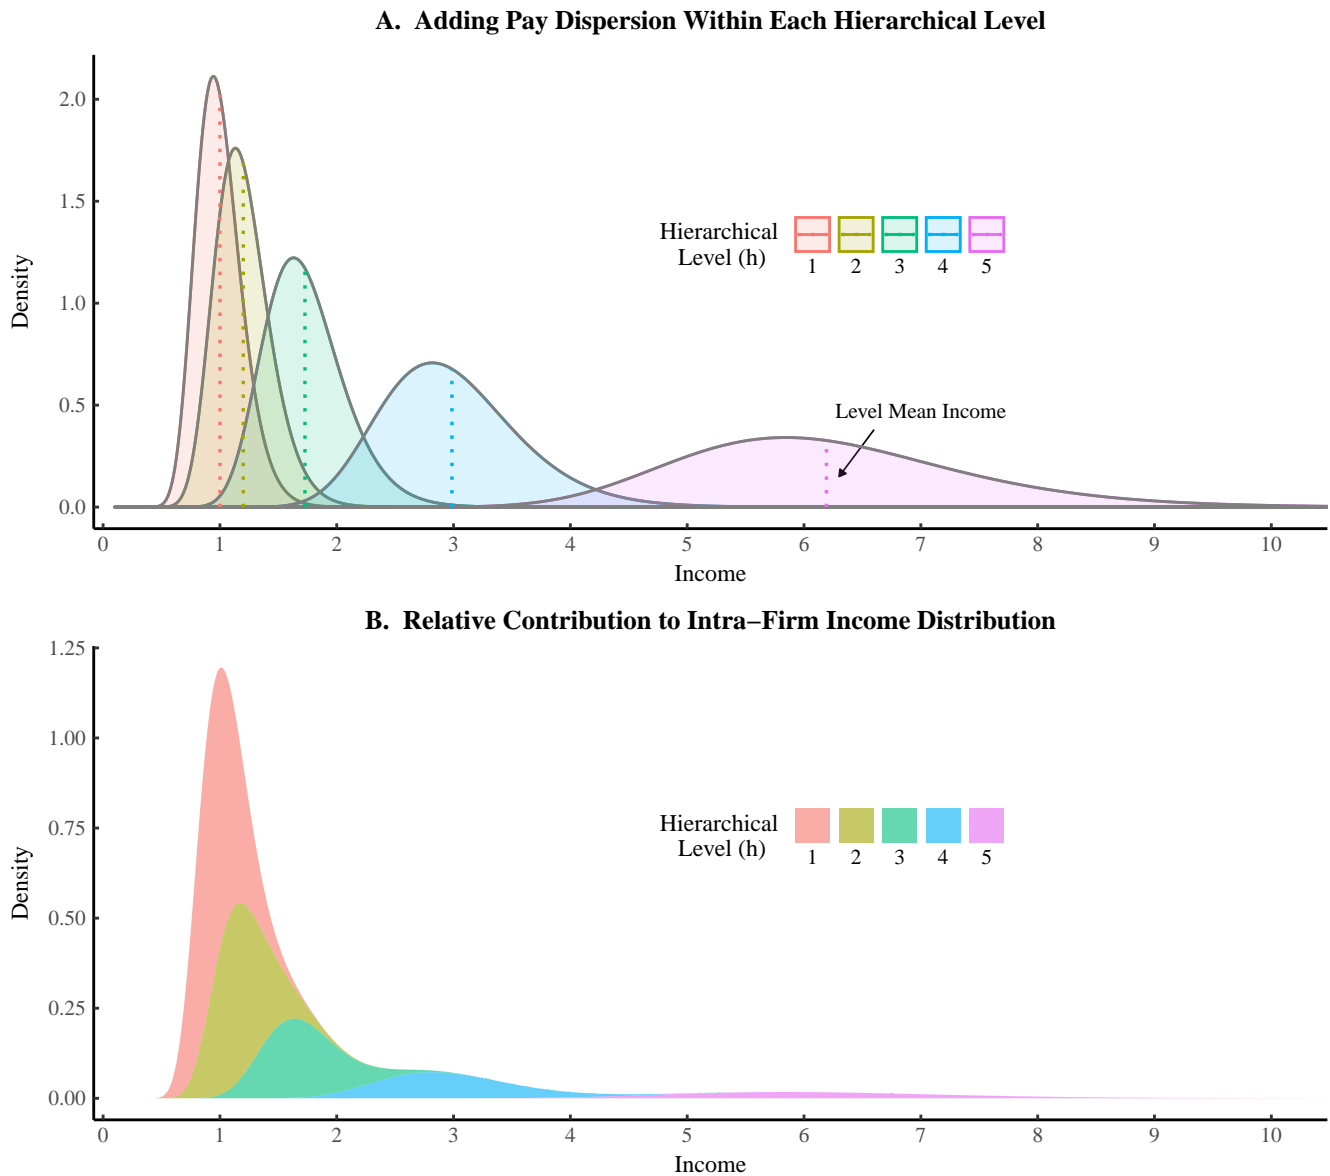 A.  Adding Pay Dispersion Within Each Hierarchical Level
2.0
1.5
1.0
0.5
0.0
Density
Hierarchical
Level (h)
1 2 3 4 5
Level Mean Income
0 1 2 3 4 5 6 7 8 9 10
Income
B.  Relative Contribution to Intra−Firm Income Distribution
1.25
1.00
0.75
0.50
0.25
0.00
Density
Hierarchical
Level (h)
1 2 3 4 5
0 1 2 3 4 5 6 7 8 9 10
Income